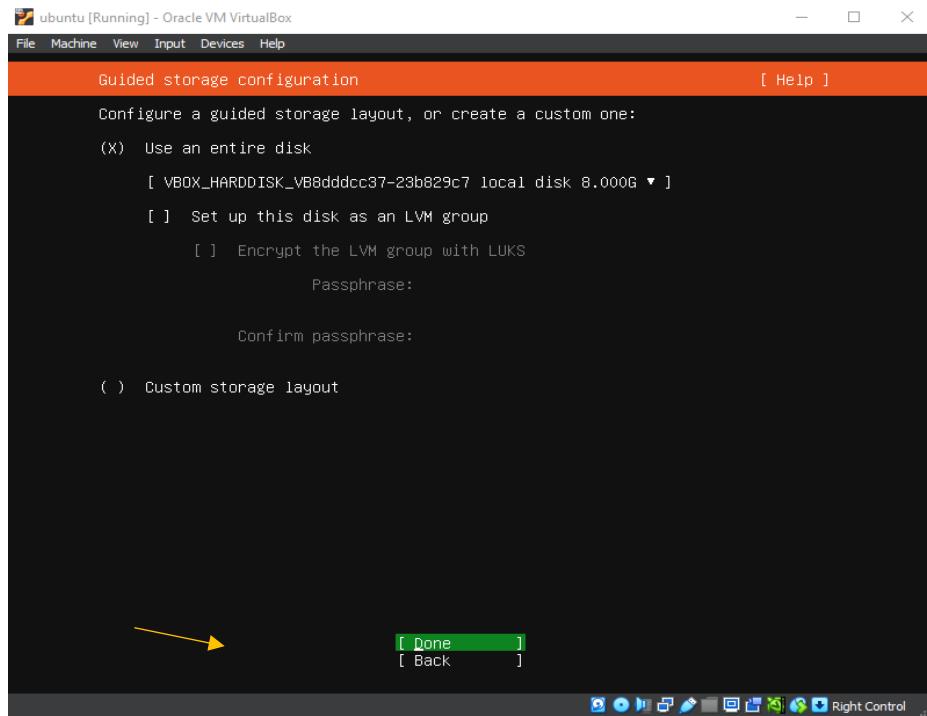 ubuntu [Running] - Oracle VM VirtualBox
File Machine View Input Devices Help
Guided storage configuration [ Help ]
Configure a guided storage layout, or create a custom one:
(X) Use an entire disk
[ VBOX_HARDDISK_VB8dddcc37-23b829c7 local disk 8.000G ▾ ]
[ ] Set up this disk as an LVM group
[ ] Encrypt the LVM group with LUKS
Passphrase:
Confirm passphrase:
( ) Custom storage layout
[ Done ]
[ Back ]
Right Control